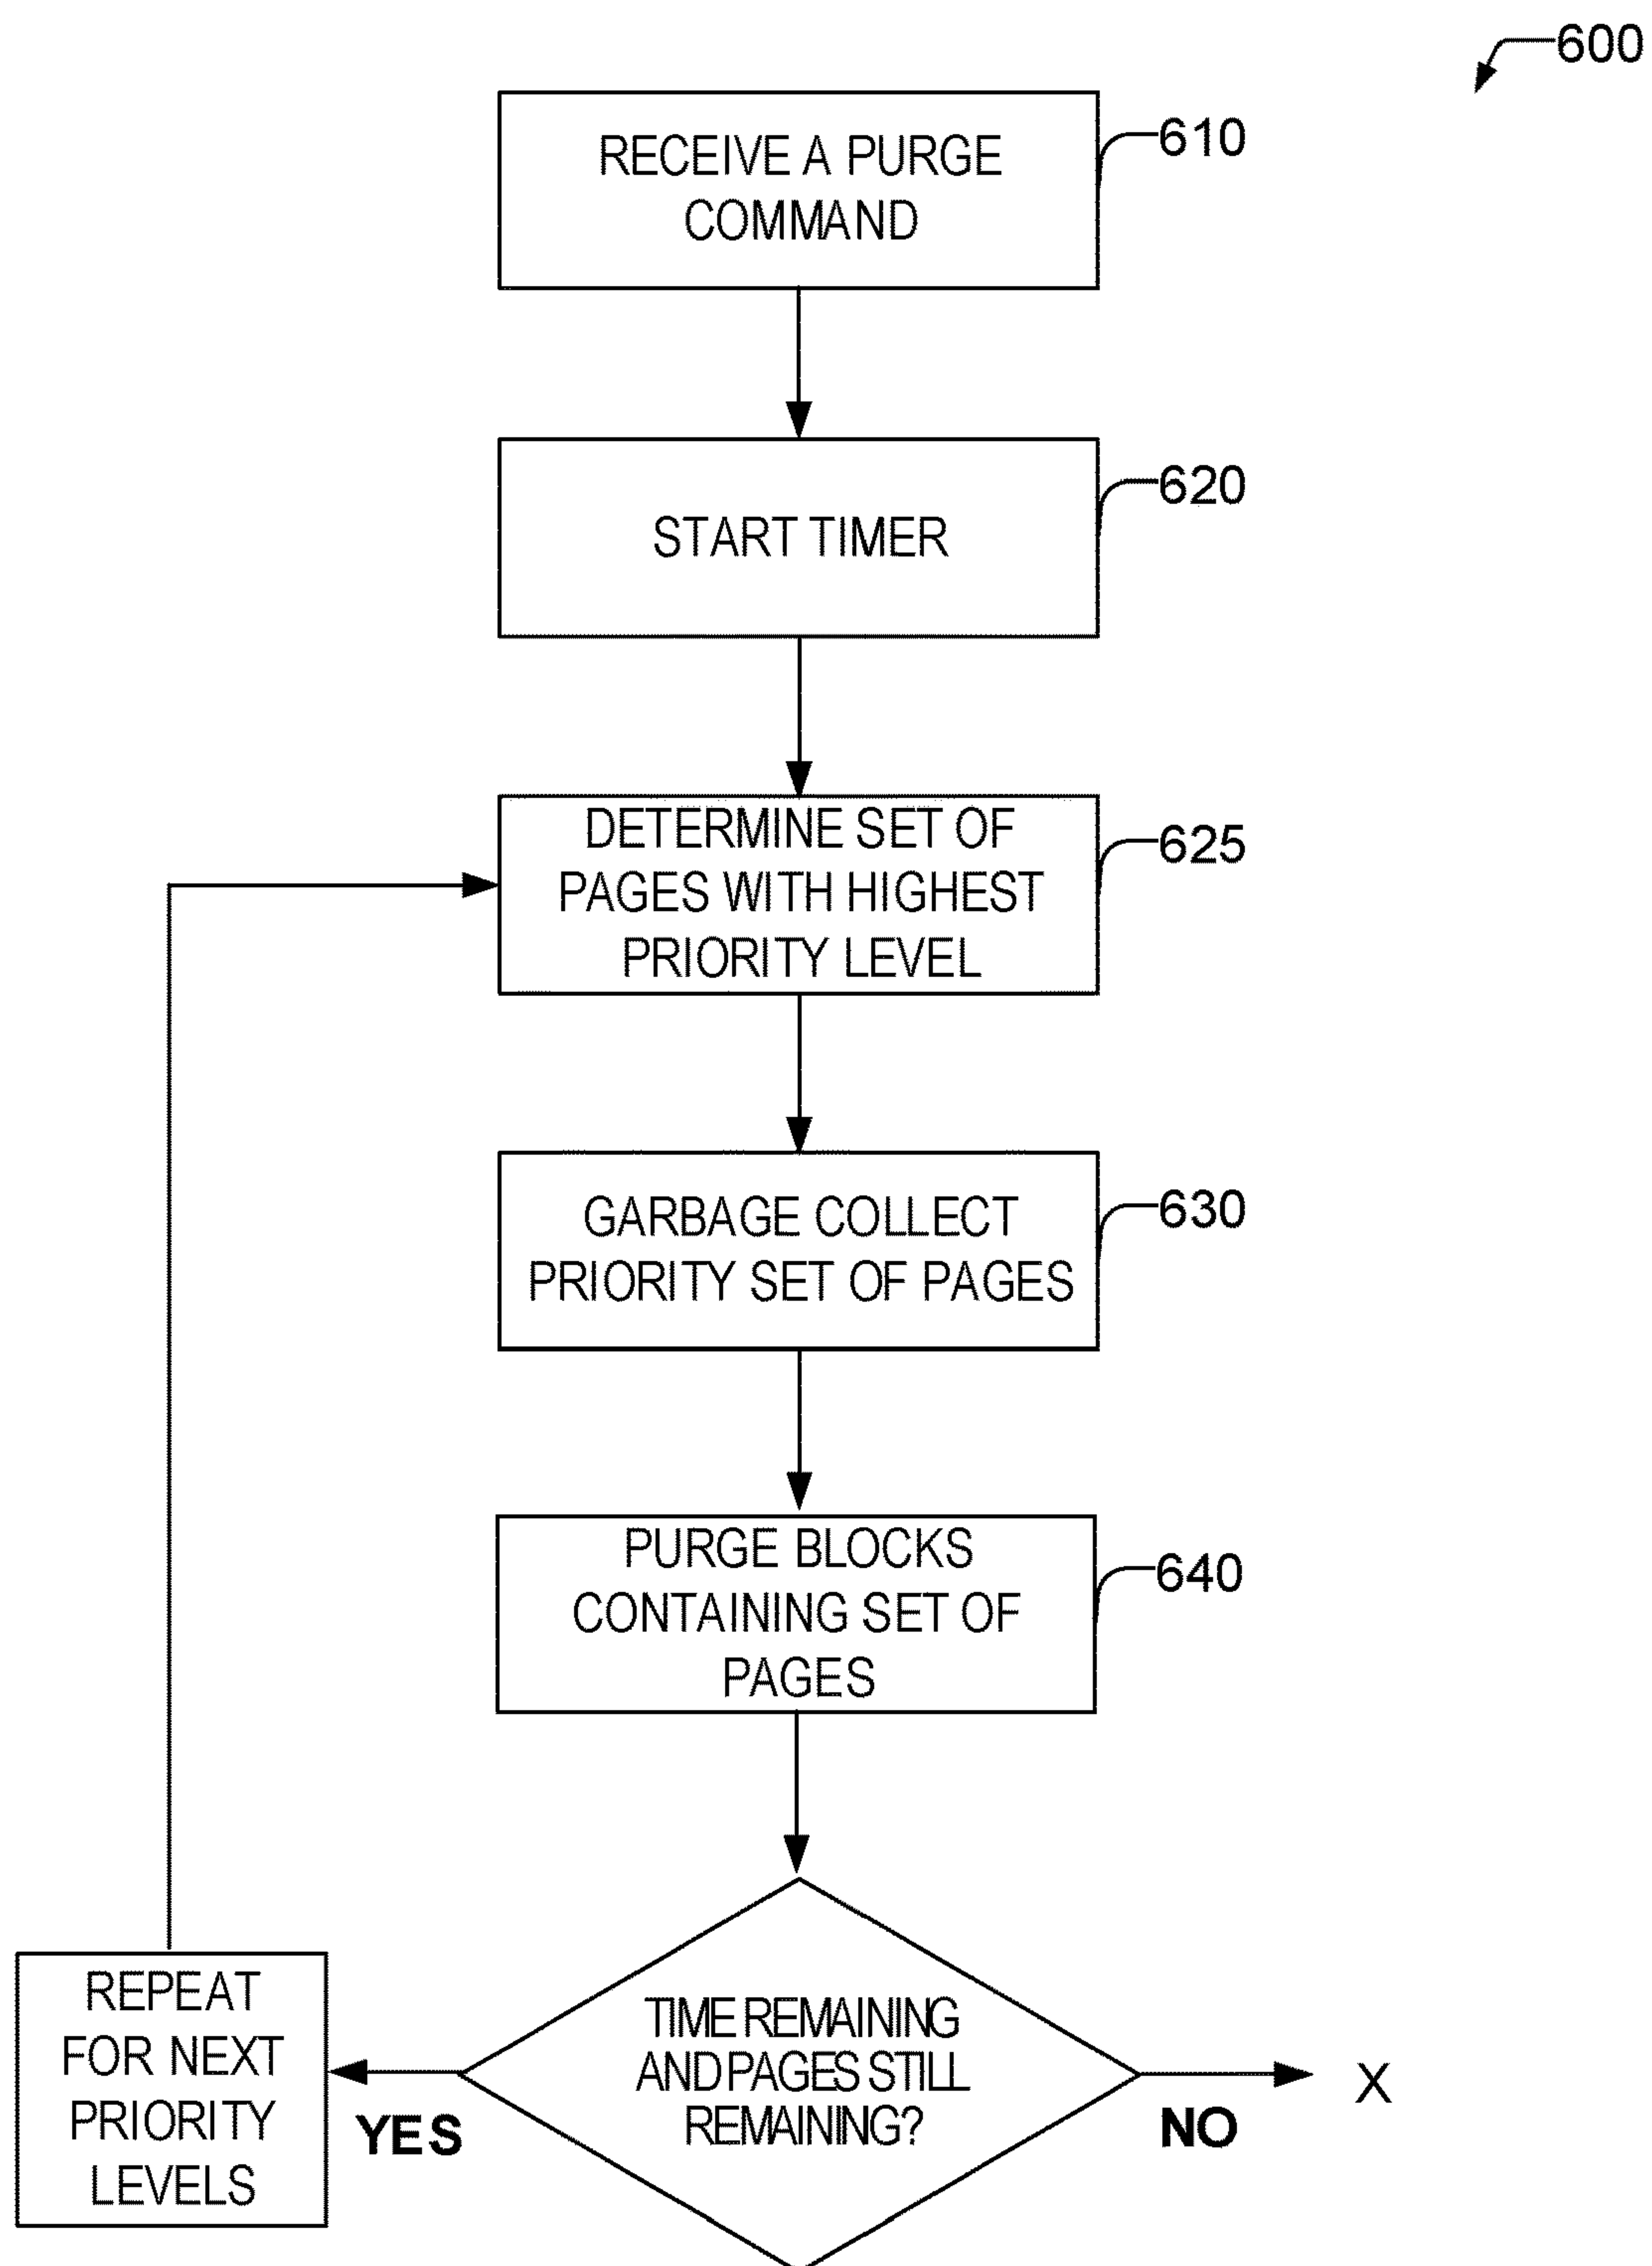 600
RECEIVE A PURGE
COMMAND
610
START TIMER
620
DETERMINE SET OF
PAGES WITH HIGHEST
PRIORITY LEVEL
625
GARBAGE COLLECT
PRIORITY SET OF PAGES
630
PURGE BLOCKS
CONTAINING SET OF
PAGES
640
REPEAT
FOR NEXT
PRIORITY
LEVELS
YES
TIME REMAINING
AND PAGES STILL
REMAINING?
NO
X